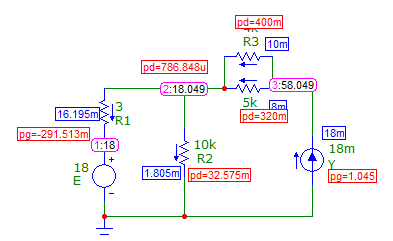 pd=400m
4k
R3
10m
pd=786.848u
2:18.049
3:58.049
5k
8m
pd=320m
3
R1
16.195m
pg=-291.513m
1:18
18
E
10k
R2
1.805m
pd=32.575m
18m
18m
Y
pg=1.045